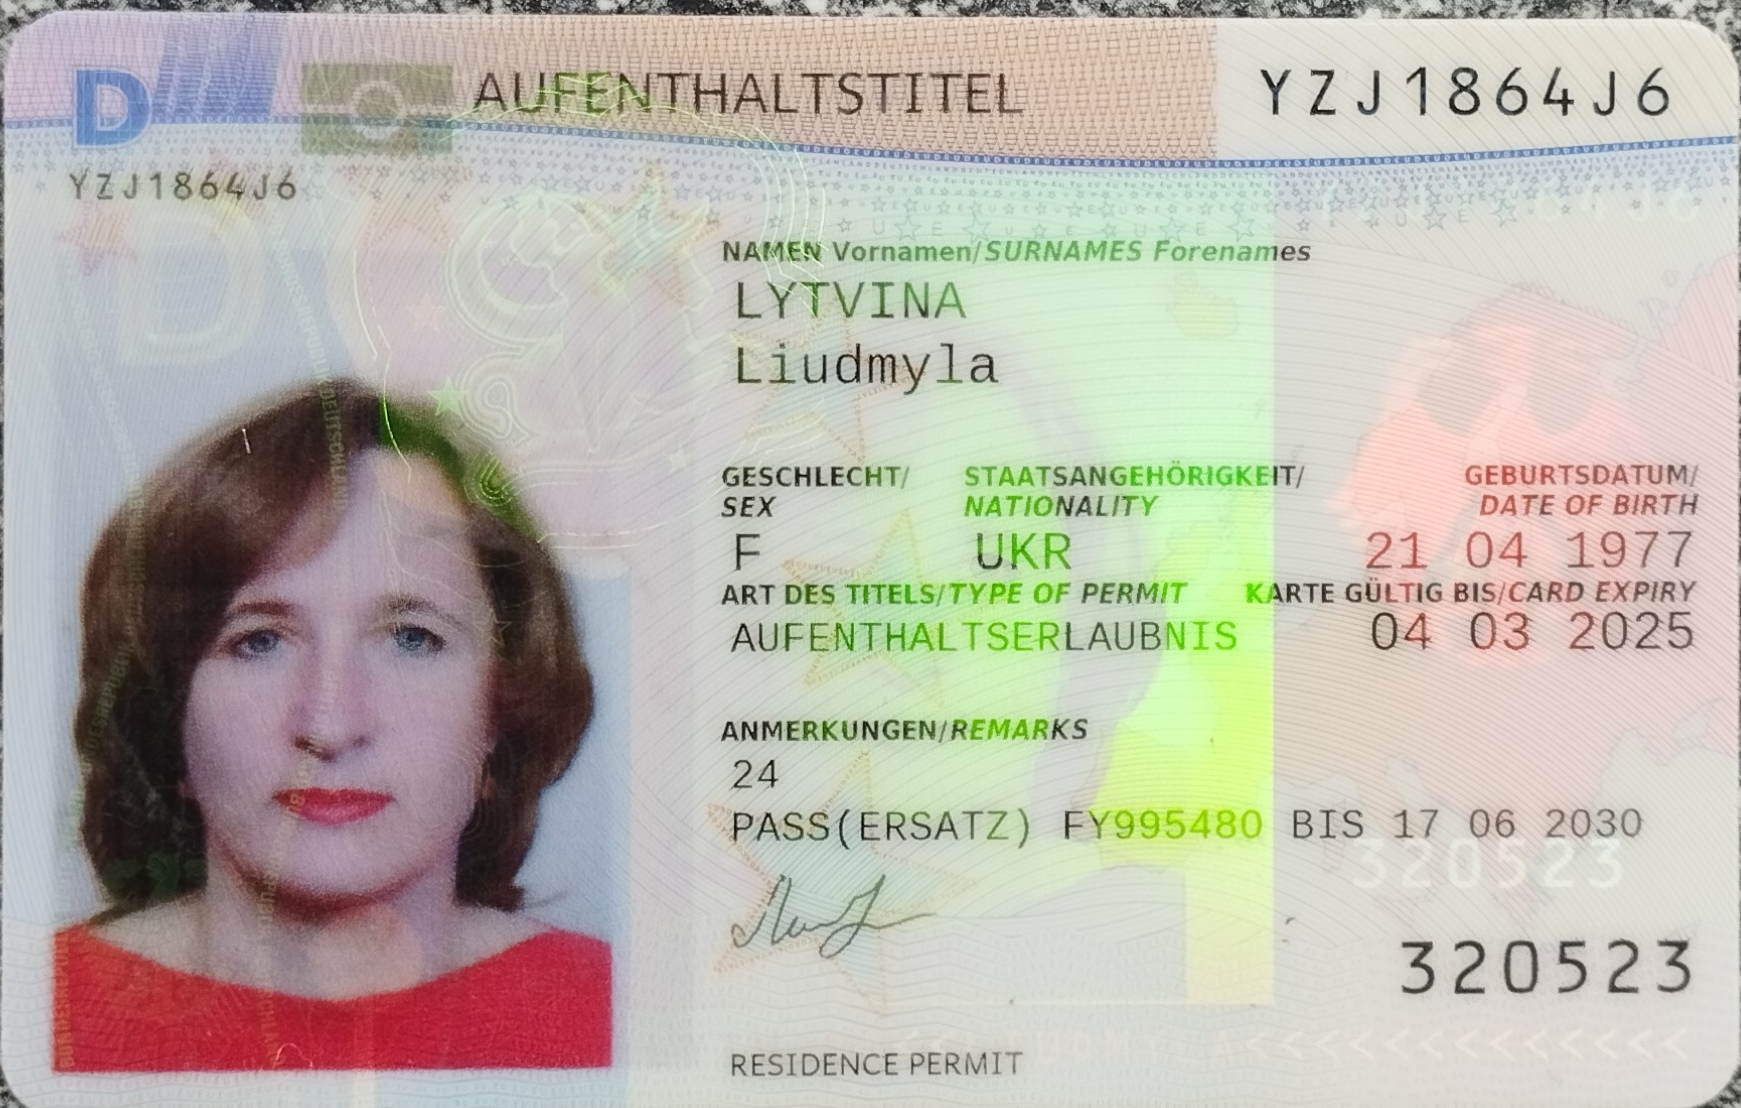 D
AUFENTHALTSTITEL
YZJ1864J6
YZJ1864J6
NAMEN Vornamen/SURNAMES Forenames
LYTVINA
Liudmyla
GESCHLECHT/
SEX
STAATSANGEHÖRIGKEIT/
NATIONALITY
GEBURTSDATUM/
DATE OF BIRTH
F
UKR
21 04 1977
ART DES TITELS/TYPE OF PERMIT
KARTE GÜLTIG BIS/CARD EXPIRY
AUFENTHALTSERLAUBNIS
04 03 2025
ANMERKUNGEN/REMARKS
24
PASS(ERSATZ) FY995480 BIS 17 06 2030
320523
320523
RESIDENCE PERMIT